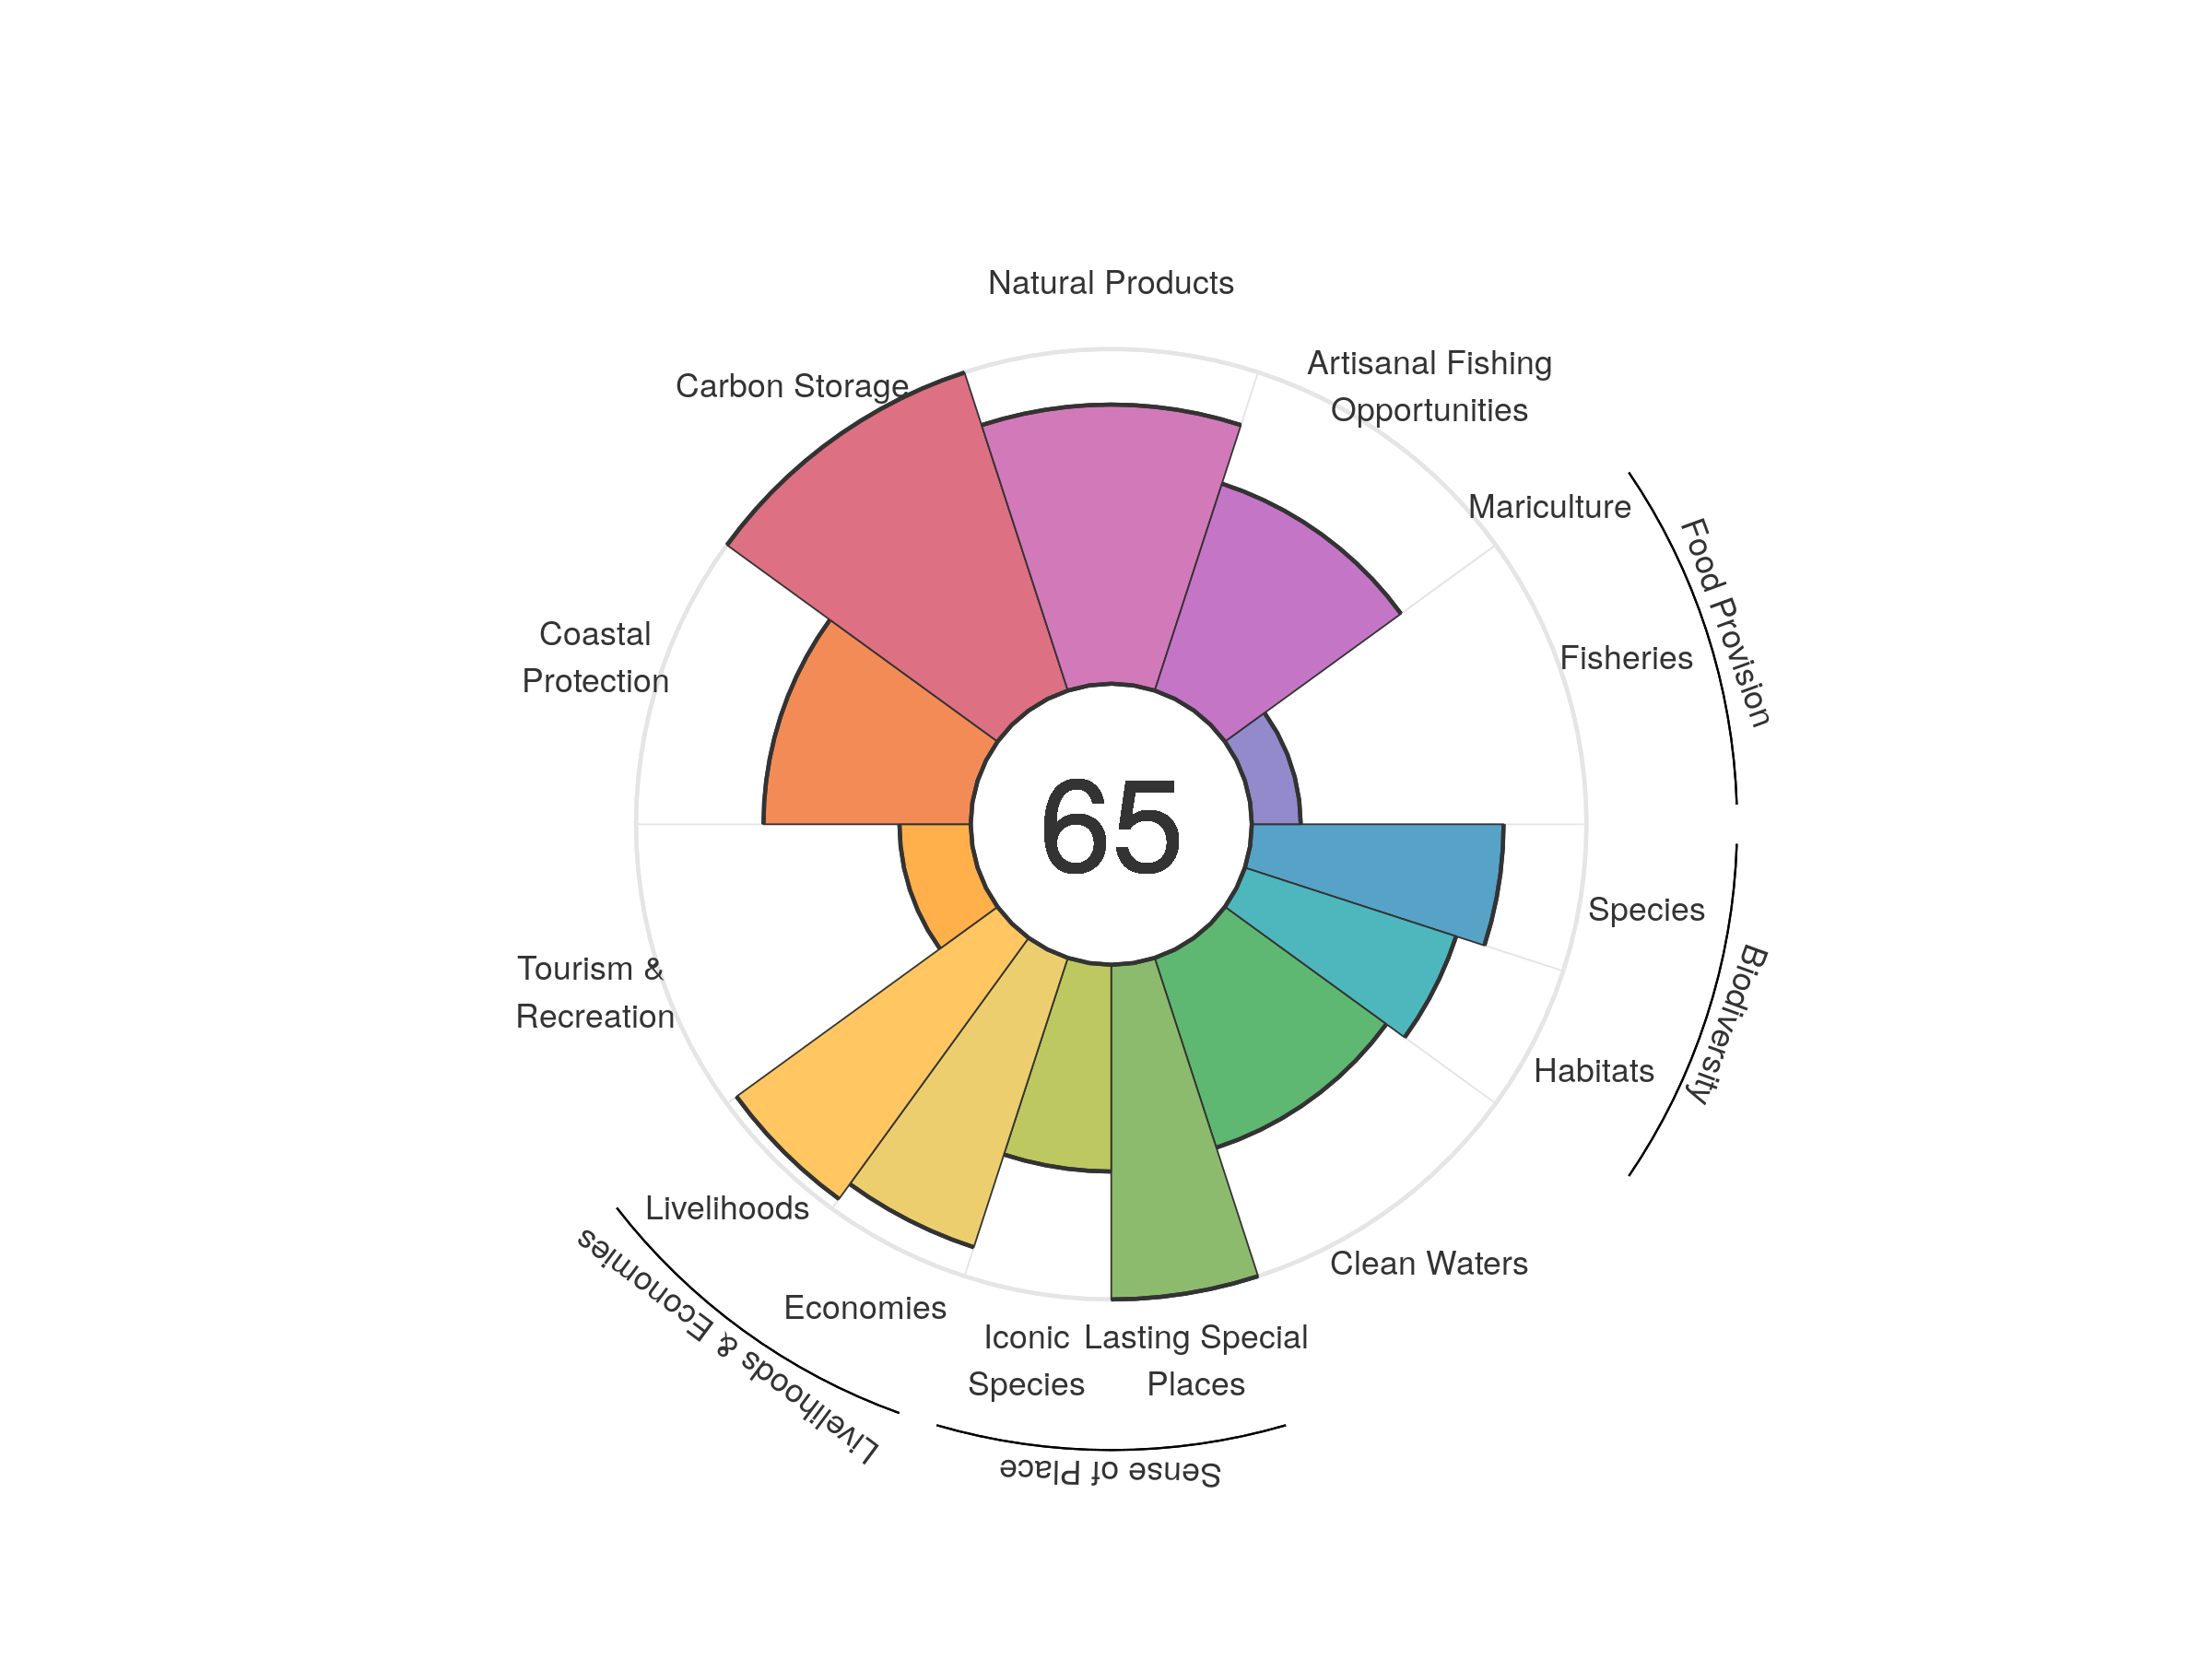 Natural Products
Artisanal Fishing
Opportunities
Carbon Storage
Mariculture
Food Provision
Fisheries
Coastal
Protection
65
Species
Biodiversity
Tourism &
Recreation
Habitats
Livelihoods
Clean Waters
Livelihoods & Economies
Economies
Iconic
Species
Lasting Special
Places
Sense of Place